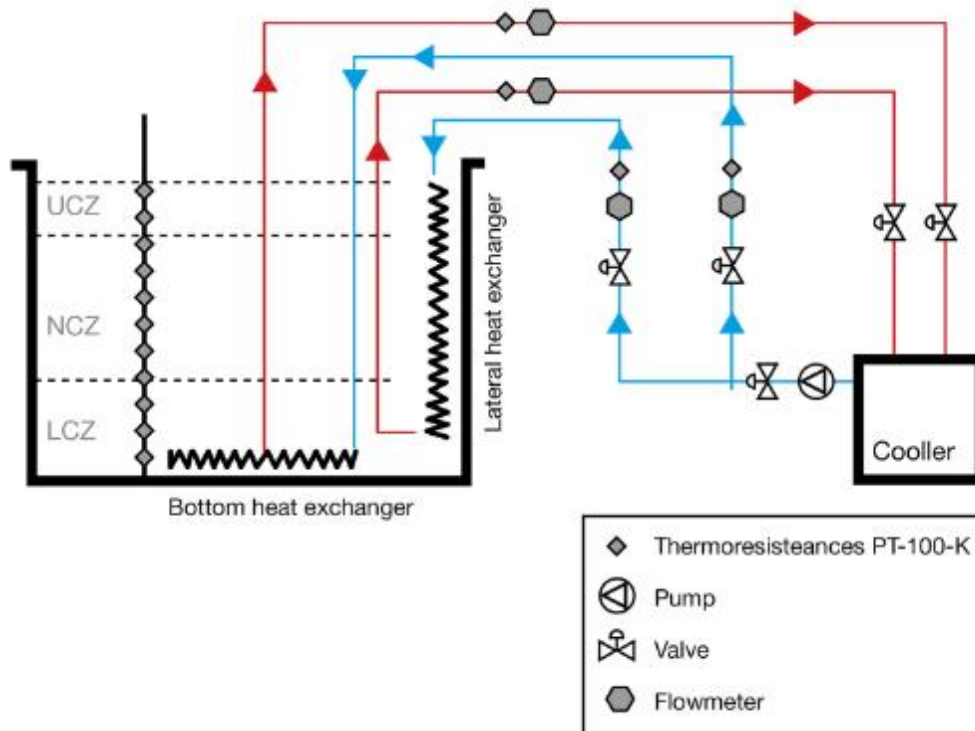 UCZ
NCZ
LCZ
Lateral heat exchanger
Bottom heat exchanger
Cooller
Thermoresisteances PT-100-K
Pump
Valve
Flowmeter